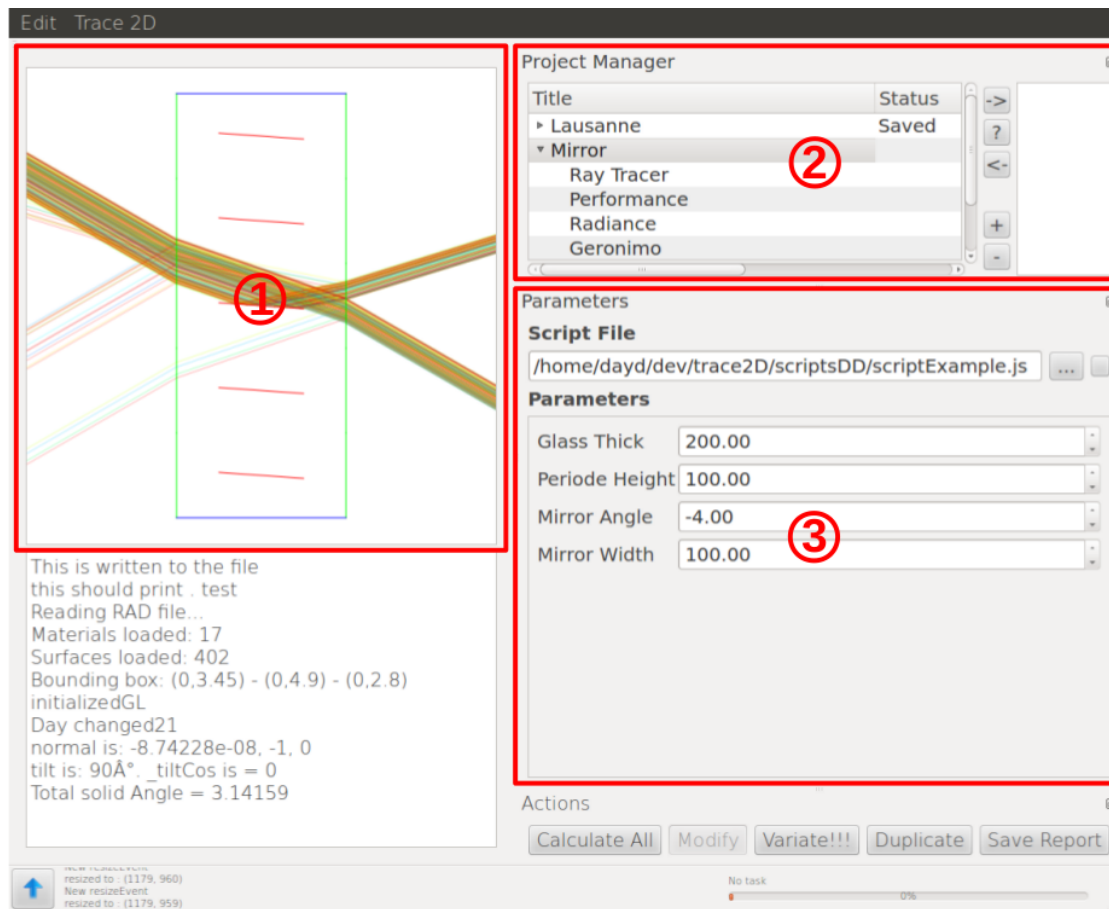 Edit Trace 2D
①
Project Manager
Title Status
Lausanne Saved
Mirror
Ray Tracer
Performance
Radiance
Geronimo
②
->
?
<-
+
-
Parameters
Script File
/home/dayd/dev/trace2D/scriptsDD/scriptExample.js ...
Parameters
Glass Thick 200.00
Periode Height 100.00
Mirror Angle -4.00
Mirror Width 100.00
③
This is written to the file
this should print . test
Reading RAD file...
Materials loaded: 17
Surfaces loaded: 402
Bounding box: (0,3.45) - (0,4.9) - (0,2.8)
initializedGL
Day changed21
normal is: -8.74228e-08, -1, 0
tilt is: 90Â°. _tiltCos is = 0
Total solid Angle = 3.14159
Actions
Calculate All Modify Variate!!! Duplicate Save Report
New resizeEvent
resized to : (1179, 960)
New resizeEvent
resized to : (1179, 959)
No task
0%